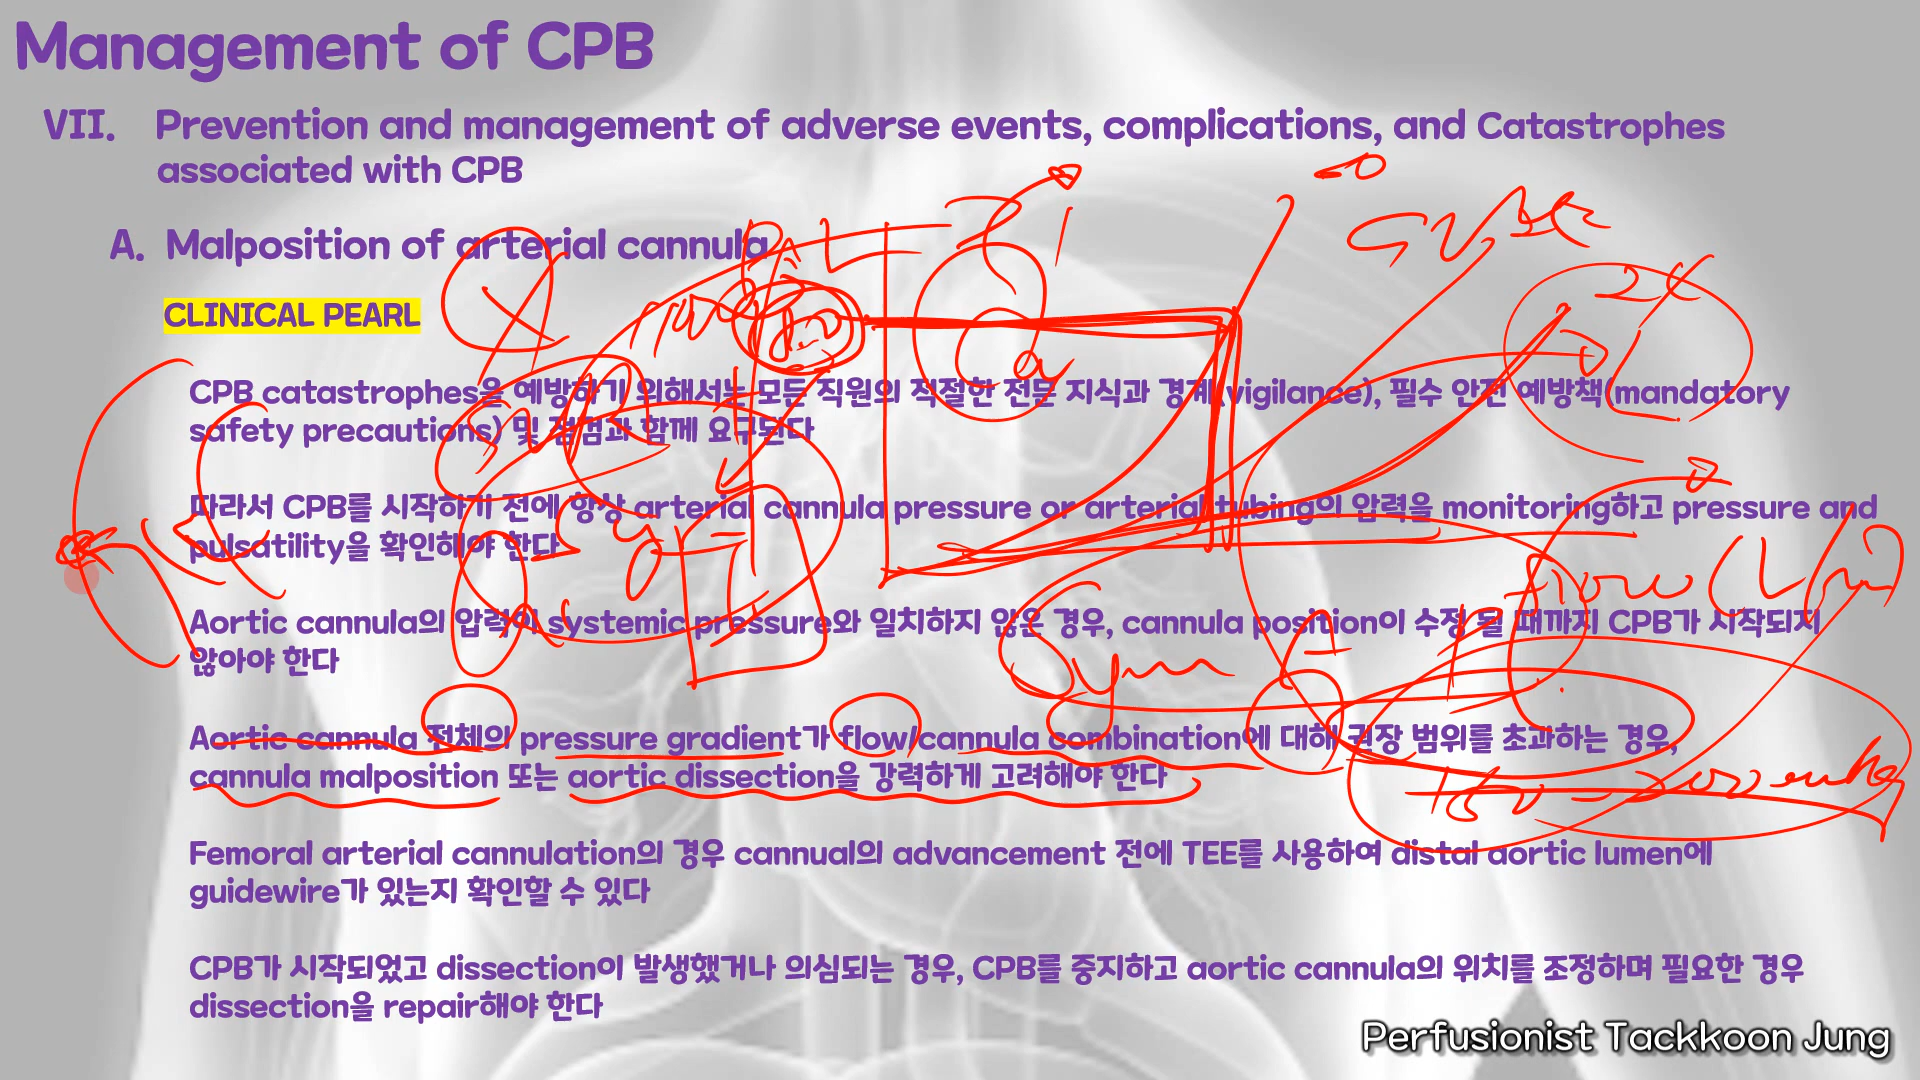 Management of CPB
VII. Prevention and management of adverse events, complications, and Catastrophes
associated with CPB
A. Malposition of arterial cannula
CLINICAL PEARL
CPB catastrophes을 예방하기 위해서는 모든 직원의 적절한 전문 지식과 경계(vigilance), 필수 안전 예방책(mandatory
safety precautions) 및 점검과 함께 요구된다
따라서 CPB를 시작하기 전에 항상 arterial cannula pressure or arterial tubing의 압력을 monitoring하고 pressure and
pulsatility을 확인해야 한다
Aortic cannula의 압력이 systemic pressure와 일치하지 않은 경우, cannula position이 수정 될 때까지 CPB가 시작되지
않아야 한다
Aortic cannula 전체의 pressure gradient가 flow/cannula combination에 대해 권장 범위를 초과하는 경우,
cannula malposition 또는 aortic dissection을 강력하게 고려해야 한다
Femoral arterial cannulation의 경우 cannual의 advancement 전에 TEE를 사용하여 distal aortic lumen에
guidewire가 있는지 확인할 수 있다
CPB가 시작되었고 dissection이 발생했거나 의심되는 경우, CPB를 중지하고 aortic cannula의 위치를 조정하며 필요한 경우
dissection을 repair해야 한다
Perfusionist Tackkoon Jung